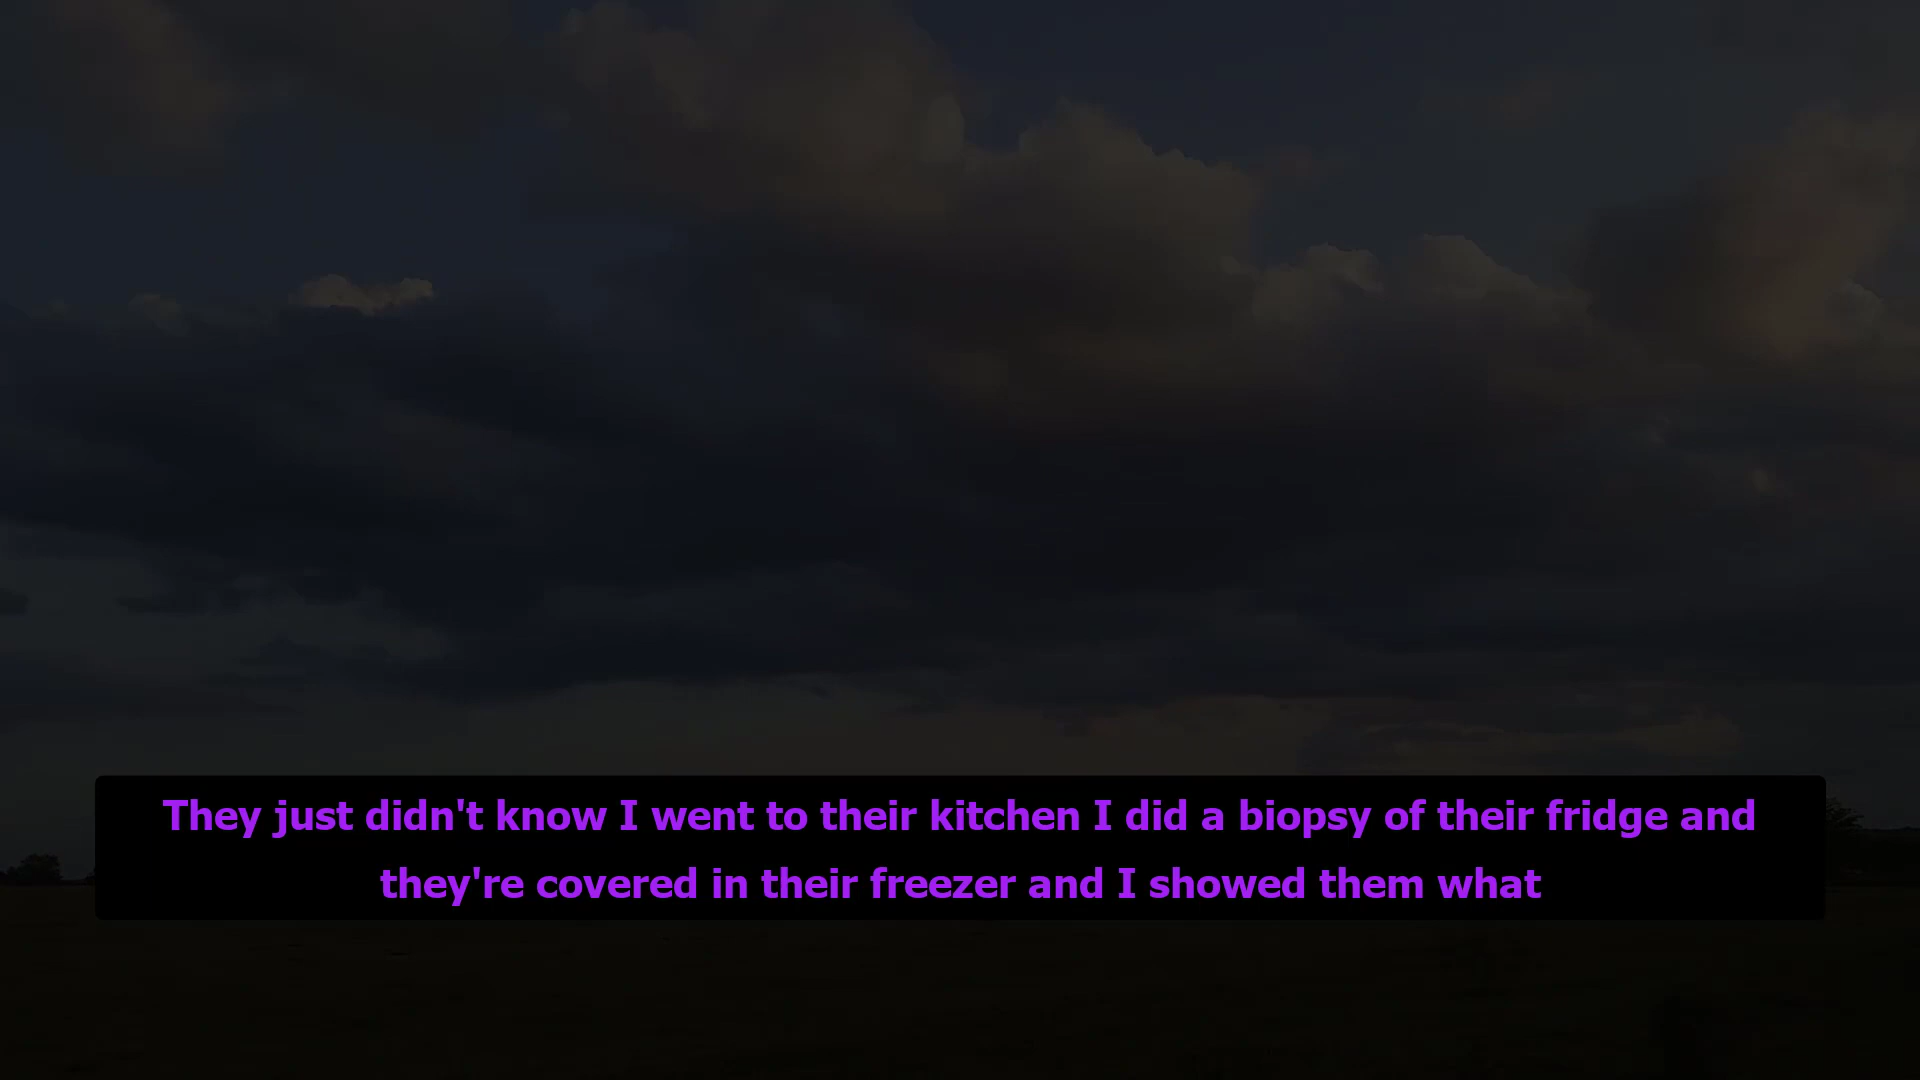 They just didn't know I went to their kitchen I did a biopsy of their fridge and
they're covered in their freezer and I showed them what